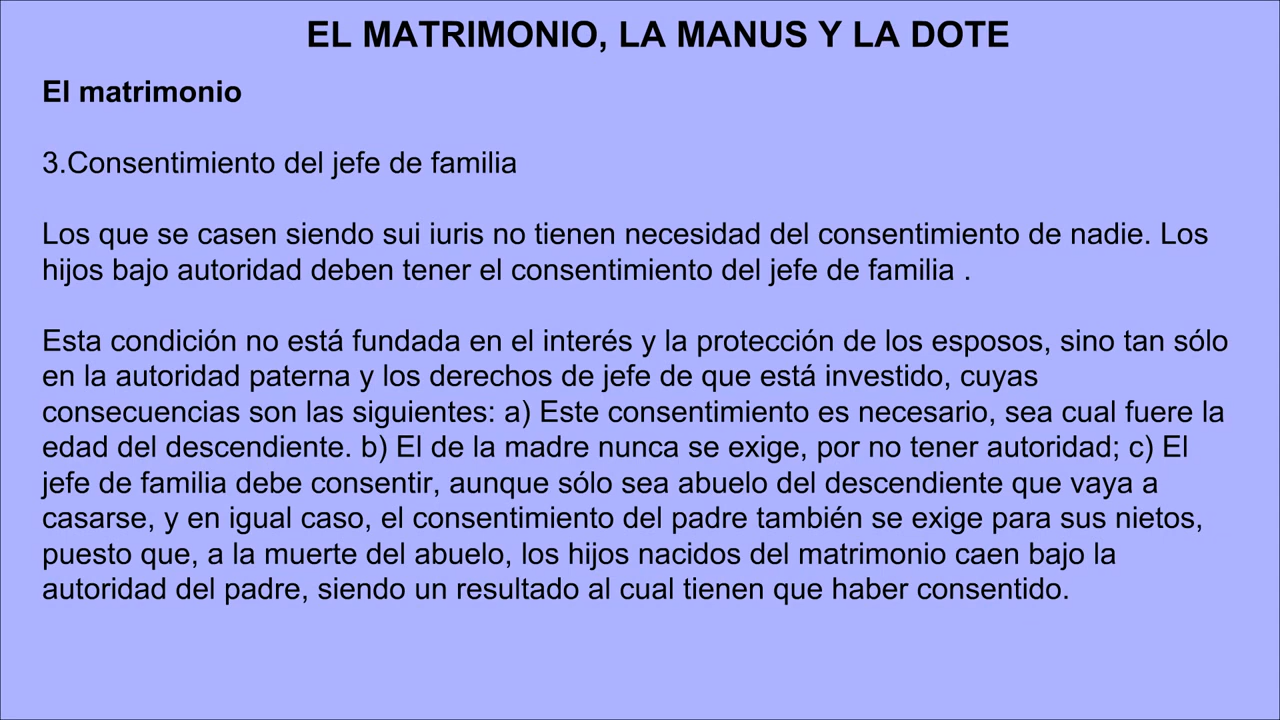 EL MATRIMONIO, LA MANUS Y LA DOTE
El matrimonio
3.Consentimiento del jefe de familia
Los que se casen siendo sui iuris no tienen necesidad del consentimiento de nadie. Los
hijos bajo autoridad deben tener el consentimiento del jefe de familia .
Esta condición no está fundada en el interés y la protección de los esposos, sino tan sólo
en la autoridad paterna y los derechos de jefe de que está investido, cuyas
consecuencias son las siguientes: a) Este consentimiento es necesario, sea cual fuere la
edad del descendiente. b) El de la madre nunca se exige, por no tener autoridad; c) El
jefe de familia debe consentir, aunque sólo sea abuelo del descendiente que vaya a
casarse, y en igual caso, el consentimiento del padre también se exige para sus nietos,
puesto que, a la muerte del abuelo, los hijos nacidos del matrimonio caen bajo la
autoridad del padre, siendo un resultado al cual tienen que haber consentido.